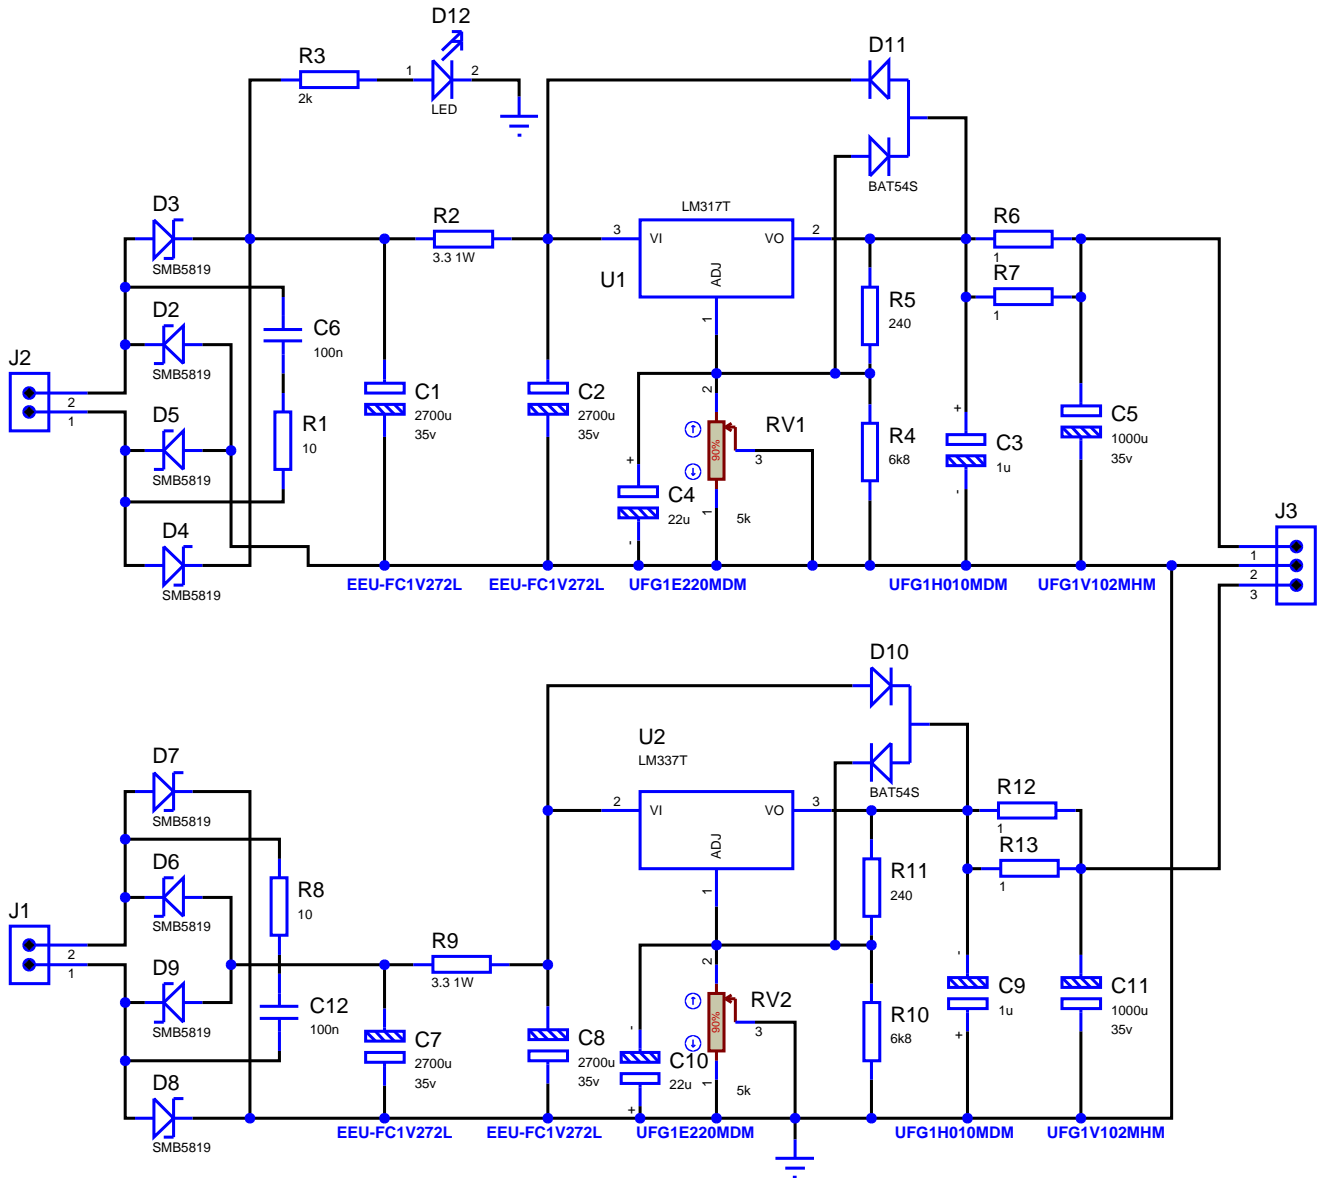 D12
R3
1
2
2k
LED
D11
BAT54S
D3
SMB5819
R2
3.3 1W
LM317T
3
VI
VO
2
ADJ
U1
1
R6
1
R7
1
D2
SMB5819
C6
100n
R5
240
J2
2
1
D5
SMB5819
R1
10
C1
2700u
35v
C2
2700u
35v
2
90%
RV1
3
1
5k
R4
6k8
+
C3
1u
-
C5
1000u
35v
+
C4
22u
-
D4
SMB5819
J3
1
2
3
EEU-FC1V272L
EEU-FC1V272L
UFG1E220MDM
UFG1H010MDM
UFG1V102MHM
D10
BAT54S
U2
LM337T
2
VI
VO
3
ADJ
1
D7
SMB5819
R12
1
R13
1
D6
SMB5819
R8
10
R11
240
J1
2
1
D9
SMB5819
C12
100n
R9
3.3 1W
C7
2700u
35v
C8
2700u
35v
2
90%
RV2
3
1
5k
-
C10
22u
+
R10
6k8
-
C9
1u
+
C11
1000u
35v
D8
SMB5819
EEU-FC1V272L
EEU-FC1V272L
UFG1E220MDM
UFG1H010MDM
UFG1V102MHM